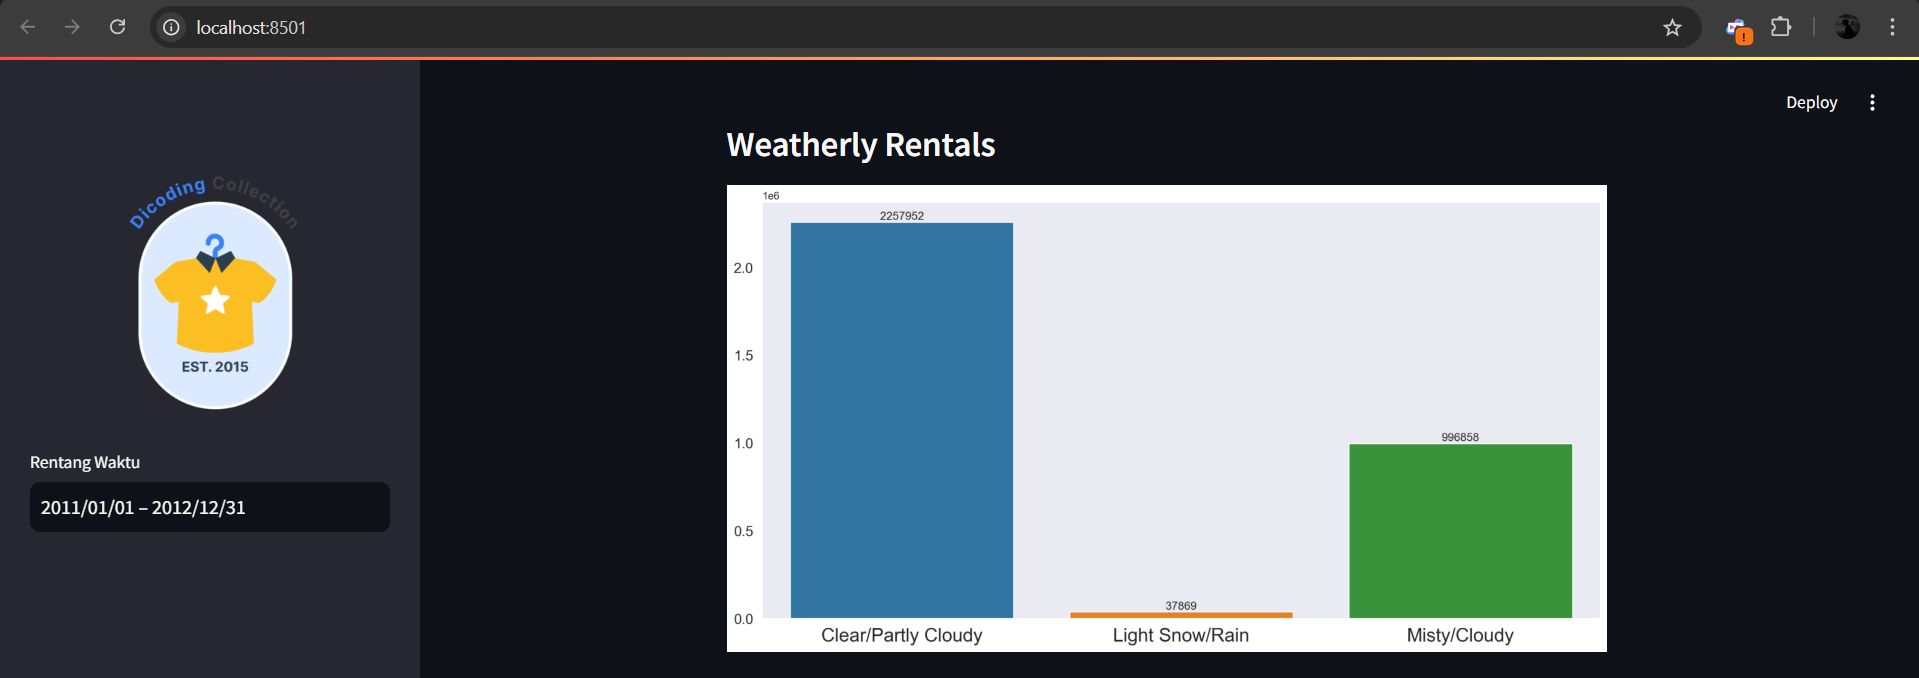 localhost:8501
Deploy
Dicoding Collection
EST. 2015
Rentang Waktu
2011/01/01 – 2012/12/31
Weatherly Rentals
1e6
2257952
2.0
1.5
996858
1.0
0.5
37869
0.0
Clear/Partly Cloudy Light Snow/Rain Misty/Cloudy